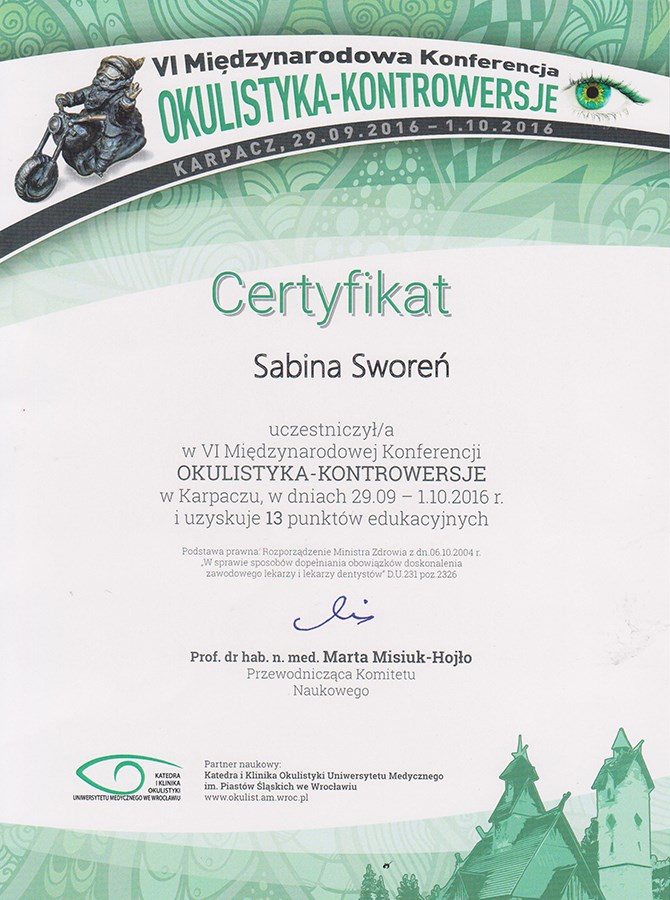 VI Międzynarodowa Konferencja
OKULISTYKA-KONTROWERSJE
KARPACZ, 29.09.2016 – 1.10.2016
Certyfikat
Sabina Sworeń
uczestniczył/a
w VI Międzynarodowej Konferencji
OKULISTYKA-KONTROWERSJE
w Karpaczu, w dniach 29.09 – 1.10.2016 r.
i uzyskuje 13 punktów edukacyjnych
Podstawa prawna: Rozporządzenie Ministra Zdrowia z dn.06.10.2004 r.
„W sprawie sposobów dopełniania obowiązków doskonalenia
zawodowego lekarzy i lekarzy dentystów” D.U.231 poz.2326
Prof. dr hab. n. med. Marta Misiuk-Hojło
Przewodnicząca Komitetu
Naukowego
KATEDRA
I KLINIKA
OKULISTYKI
UNIWERSYTETU MEDYCZNEGO WE WROCŁAWIU
Partner naukowy:
Katedra i Klinika Okulistyki Uniwersytetu Medycznego
im. Piastów Śląskich we Wrocławiu
www.okulist.am.wroc.pl